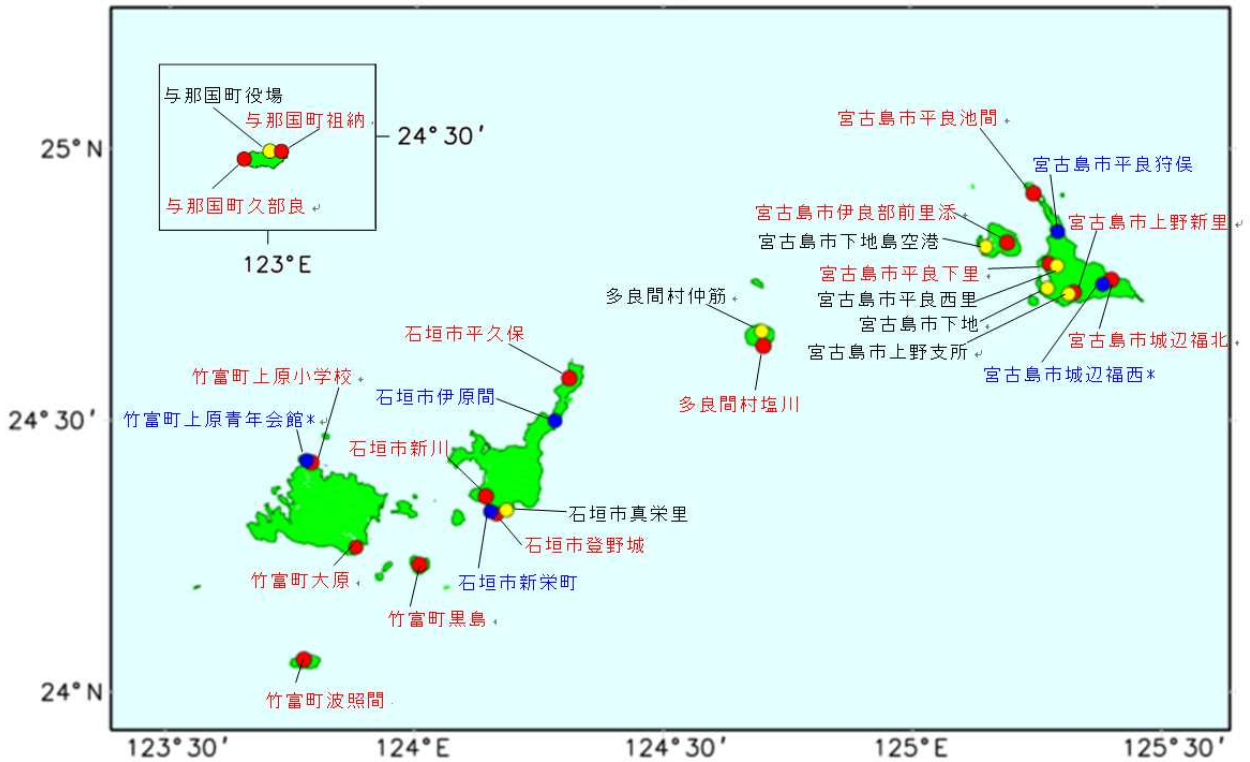 与那国町役場
与那国町祖納
24°30′
与那国町久部良
123°E
25°N
宮古島市平良池間
宮古島市平良狩俣
宮古島市伊良部前里添
宮古島市上野新里
宮古島市下地島空港
宮古島市平良下里
多良間村仲筋
宮古島市平良西里
宮古島市下地
石垣市平久保
宮古島市上野支所
宮古島市城辺福北
竹富町上原小学校
宮古島市城辺福西*
石垣市伊原間
多良間村塩川
24°30′
竹富町上原青年会館*
石垣市新川
石垣市真栄里
石垣市登野城
竹富町大原
石垣市新栄町
竹富町黒島
24°N
竹富町波照間
123°30′
124°E
124°30′
125°E
125°30′